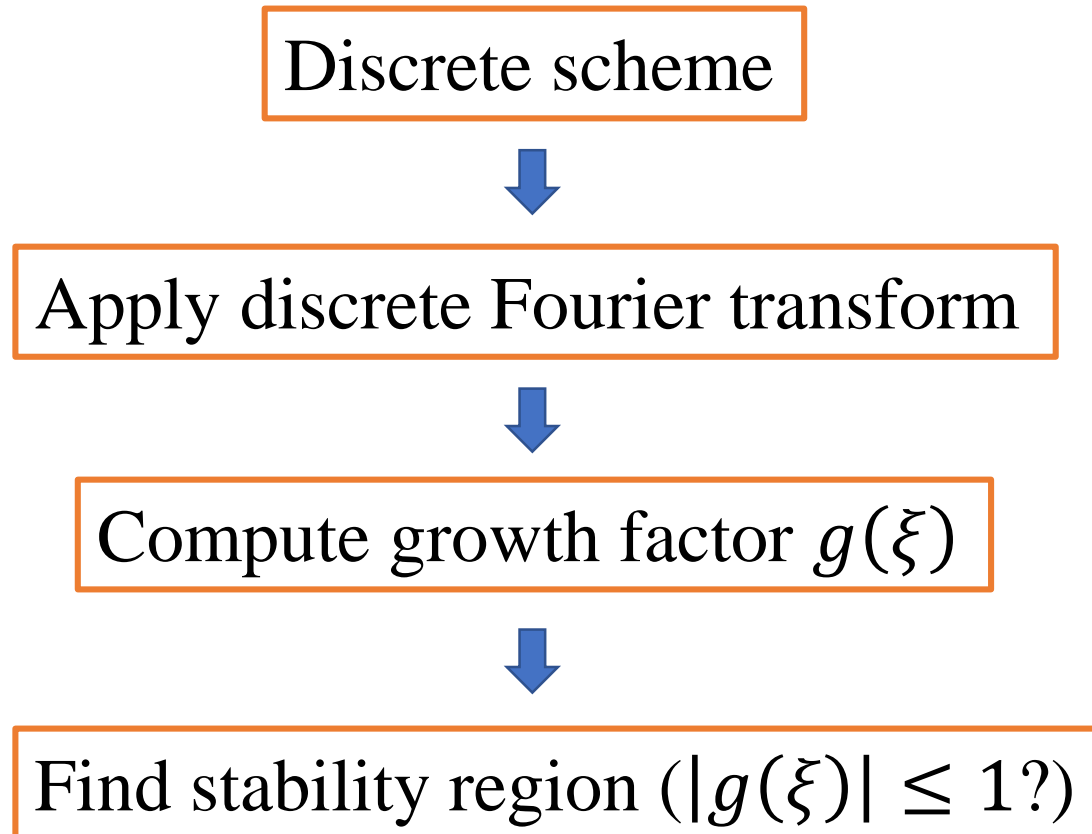 Discrete scheme
Apply discrete Fourier transform
Compute growth factor 𝑔(𝜉)
Find stability region (|𝑔(𝜉)| ≤ 1?)